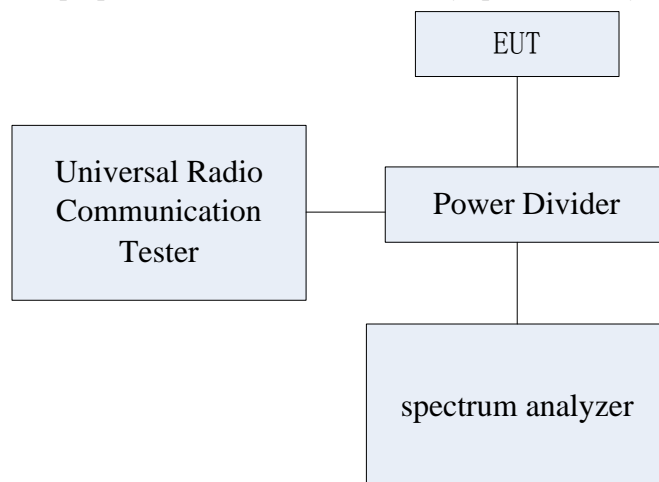 EUT
Universal Radio
Communication
Tester
Power Divider
spectrum analyzer